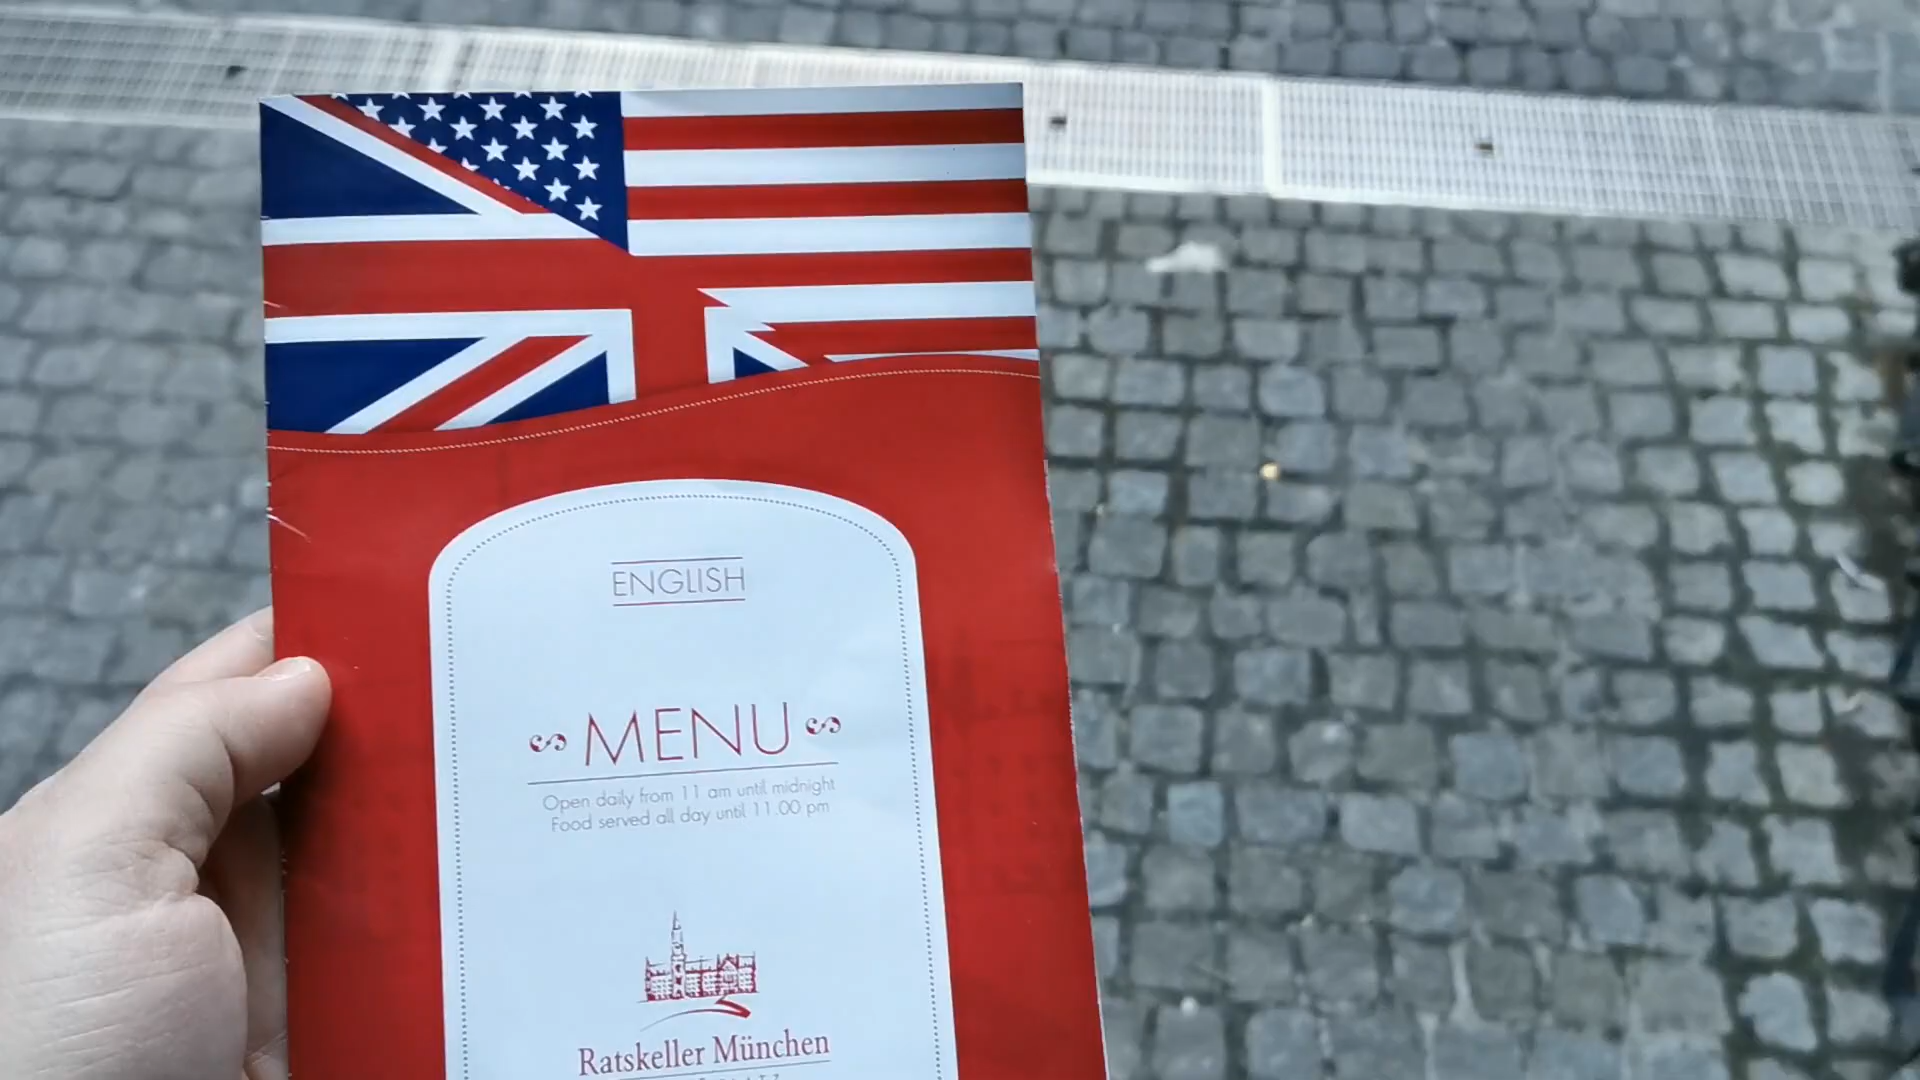 ENGLISH
MENU
Open daily from 11 am until midnight
Food served all day until 11.00 pm
Ratskeller München